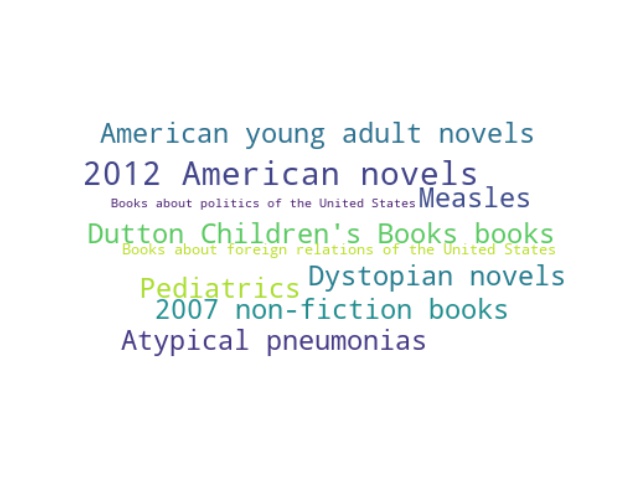 American young adult novels
2012 American novels
Books about politics of the United States Measles
Dutton Children's Books books
Books about foreign relations of the United States
Dystopian novels
Pediatrics
2007 non-fiction books
Atypical pneumonias